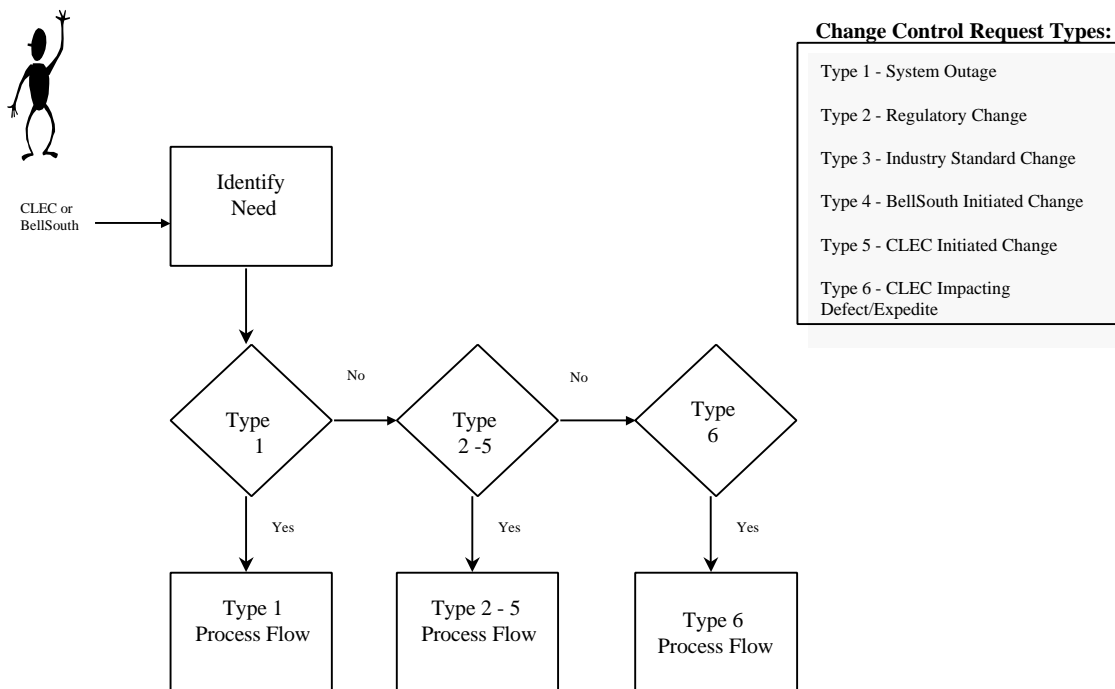 Change Control Request Types:
Type 1 - System Outage
Type 2 - Regulatory Change
Type 3 - Industry Standard Change
Type 4 - BellSouth Initiated Change
Type 5 - CLEC Initiated Change
Type 6 - CLEC Impacting
Defect/Expedite
Identify
Need
CLEC or
BellSouth
Type
1
No
Type
2 -5
No
Type
6
Yes
Yes
Yes
Type 1
Process Flow
Type 2 - 5
Process Flow
Type 6
Process Flow